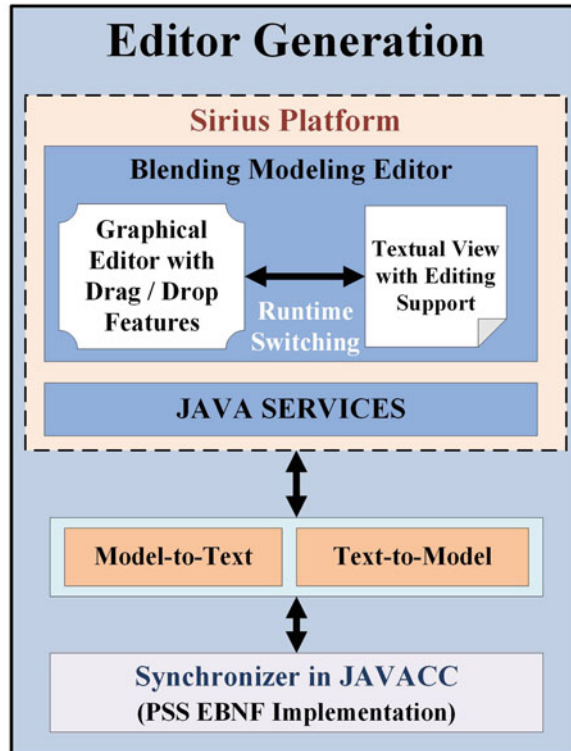 Editor Generation
Sirius Platform
Blending Modeling Editor
Graphical
Editor with
Drag / Drop
Features
Runtime
Switching
Textual View
with Editing
Support
JAVA SERVICES
Model-to-Text
Text-to-Model
Synchronizer in JAVACC
(PSS EBNF Implementation)